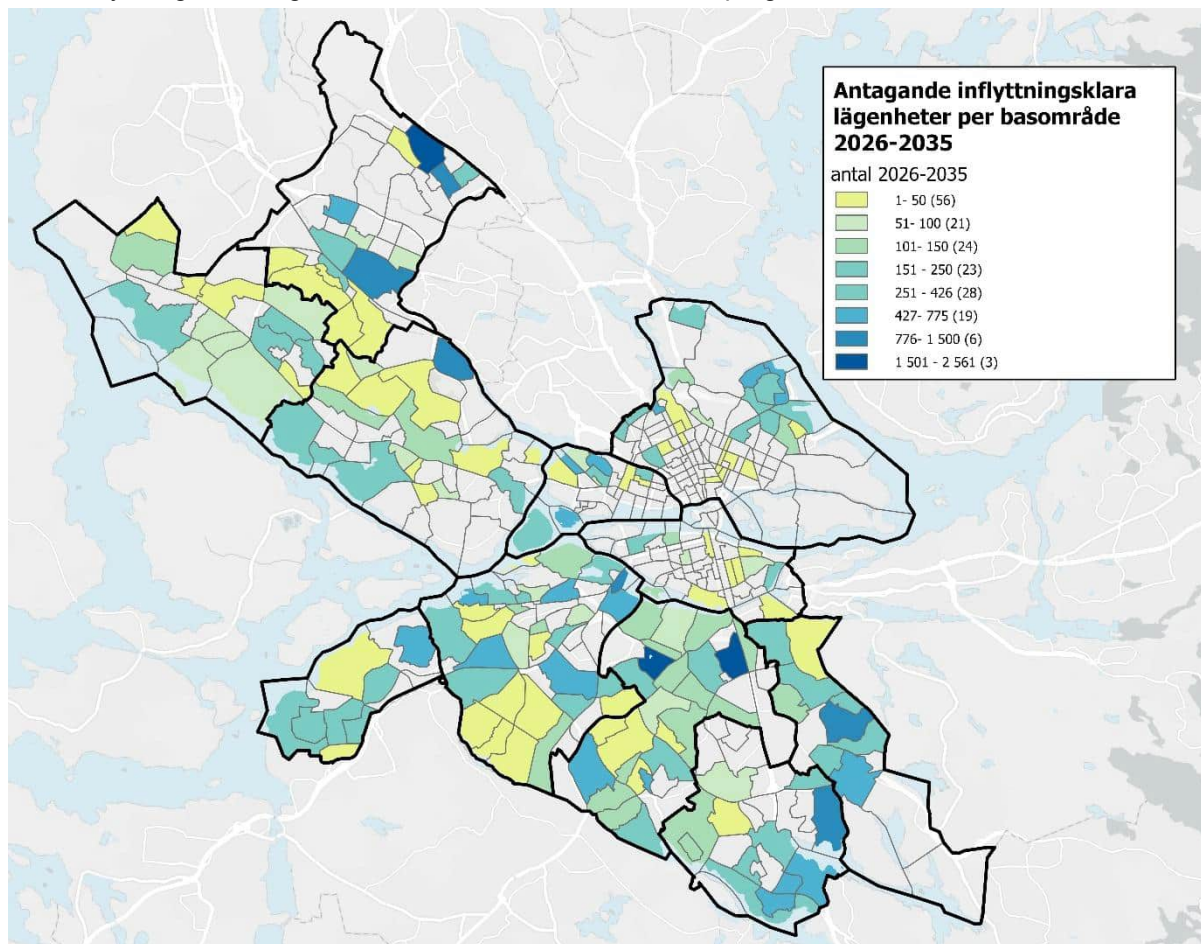 Antagande inflyttningsklara
lägenheter per basområde
2026-2035
antal 2026-2035
1- 50 (56)
51- 100 (21)
101- 150 (24)
151 - 250 (23)
251 - 426 (28)
427- 775 (19)
776- 1 500 (6)
1 501 - 2 561 (3)